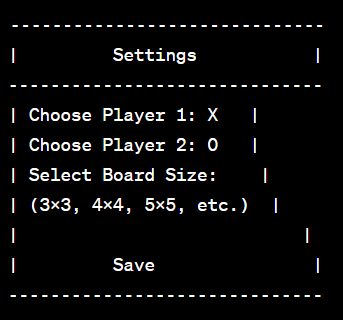 ------------------------------
|         Settings           |
------------------------------
| Choose Player 1: X   |
| Choose Player 2: O   |
| Select Board Size:    |
| (3×3, 4×4, 5×5, etc.)  |
|                           |
|         Save               |
------------------------------